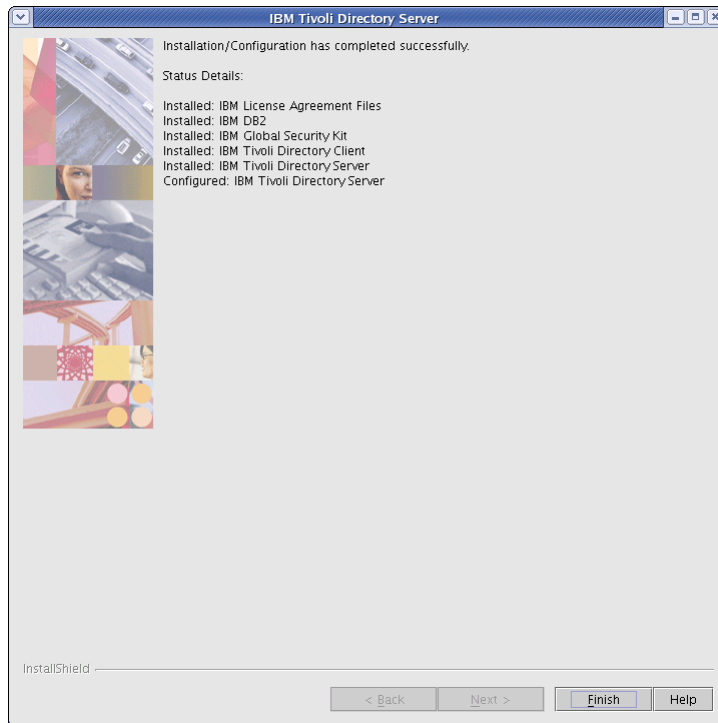 IBM Tivoli Directory Server
Installation/Configuration has completed successfully.
Status Details:
Installed: IBM License Agreement Files
Installed: IBM DB2
Installed: IBM Global Security Kit
Installed: IBM Tivoli Directory Client
Installed: IBM Tivoli Directory Server
Configured: IBM Tivoli Directory Server
InstallShield
< Back Next > Finish Help